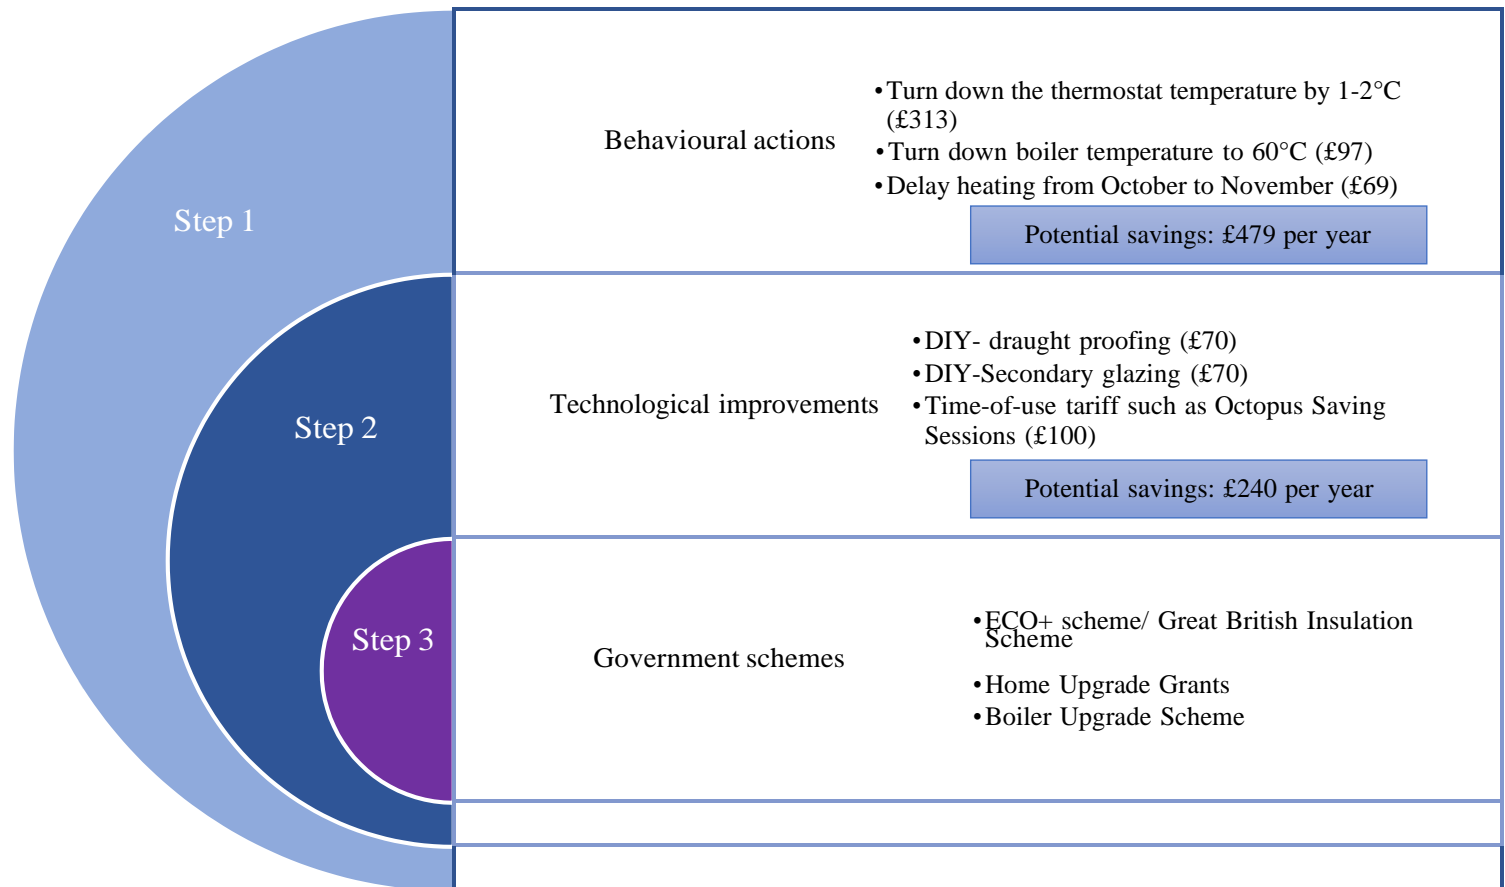 Step 1
Behavioural actions
•Turn down the thermostat temperature by 1-2°C
(£313)
•Turn down boiler temperature to 60°C (£97)
•Delay heating from October to November (£69)
Potential savings: £479 per year
Step 2
Technological improvements
•DIY- draught proofing (£70)
•DIY-Secondary glazing (£70)
•Time-of-use tariff such as Octopus Saving
Sessions (£100)
Potential savings: £240 per year
Step 3
Government schemes
•ECO+ scheme/ Great British Insulation
Scheme
•Home Upgrade Grants
•Boiler Upgrade Scheme